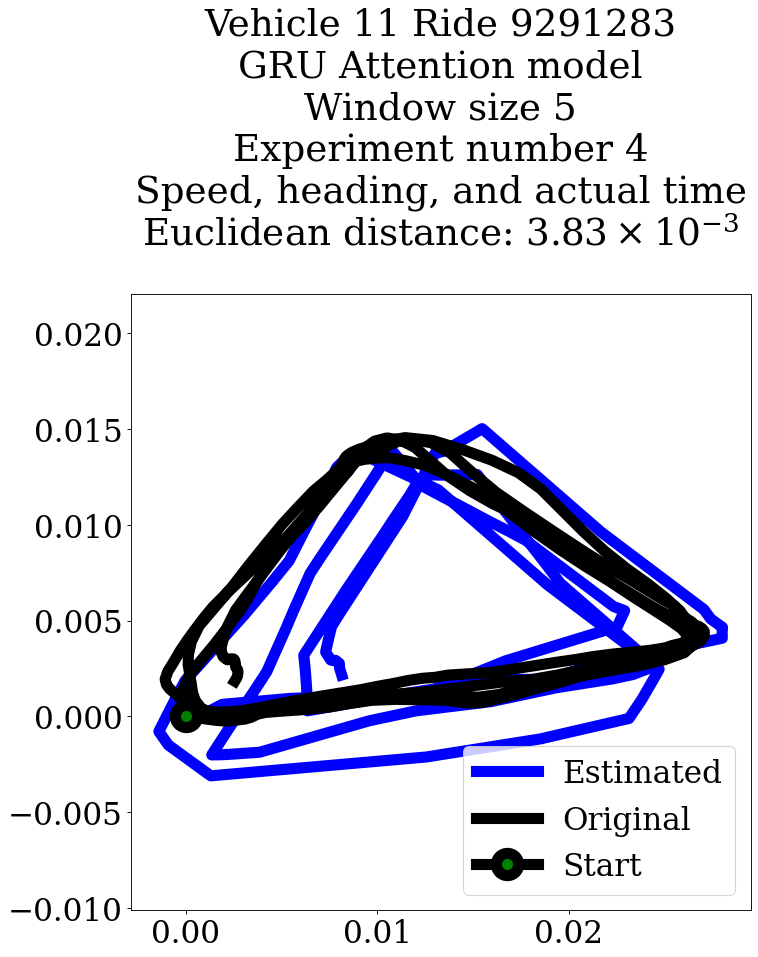 Vehicle 11 Ride 9291283
GRU Attention model
Window size 5
Experiment number 4
Speed, heading, and actual time
Euclidean distance: 3.83 × 10⁻³
0.020
0.015
0.010
0.005
0.000
−0.005
−0.010
0.00 0.01 0.02
Estimated
Original
Start